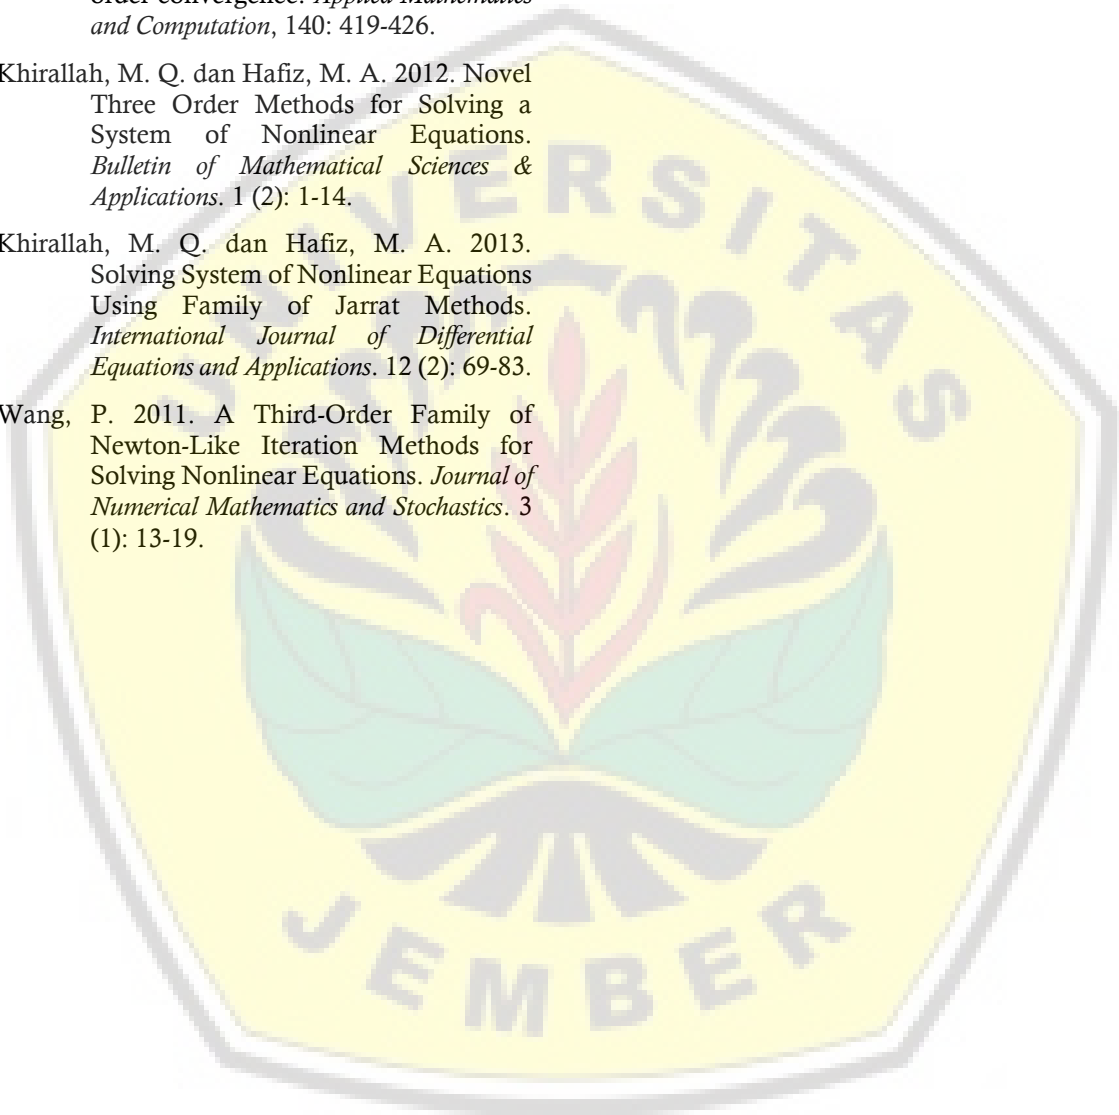 order convergence. Applied Mathematics
and Computation, 140: 419-426.
Khirallah, M. Q. dan Hafiz, M. A. 2012. Novel
Three Order Methods for Solving a
System of Nonlinear Equations.
Bulletin of Mathematical Sciences &
Applications. 1 (2): 1-14.
Khirallah, M. Q. dan Hafiz, M. A. 2013.
Solving System of Nonlinear Equations
Using Family of Jarrat Methods.
International Journal of Differential
Equations and Applications. 12 (2): 69-83.
Wang, P. 2011. A Third-Order Family of
Newton-Like Iteration Methods for
Solving Nonlinear Equations. Journal of
Numerical Mathematics and Stochastics. 3
(1): 13-19.
UNIVERSITAS
JEMBER